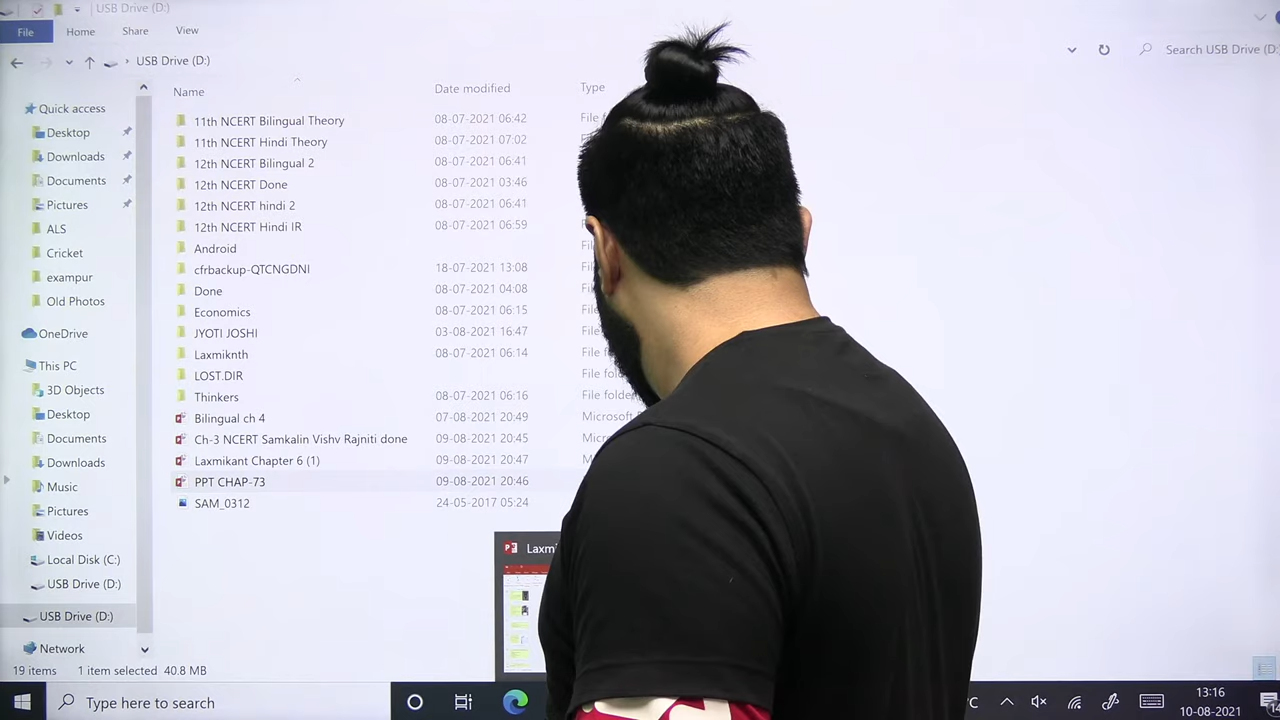 USB Drive (D:)
File Home Share View
USB Drive (D:) Search USB Drive (D:
Name Date modified Type
Quick access
Desktop
Downloads
Documents
Pictures
ALS
Cricket
exampur
Old Photos
OneDrive
This PC
3D Objects
Desktop
Documents
Downloads
Music
Pictures
Videos
Local Disk (C:)
USB Drive (D:)
USB Drive (D:)
Network
11th NCERT Bilingual Theory 08-07-2021 06:42 File
11th NCERT Hindi Theory 08-07-2021 07:02
12th NCERT Bilingual 2 08-07-2021 06:41
12th NCERT Done 08-07-2021 03:46
12th NCERT hindi 2 08-07-2021 06:41
12th NCERT Hindi IR 08-07-2021 06:59
Android
cfrbackup-QTCNGDNI 18-07-2021 13:08
Done 08-07-2021 04:08
Economics 08-07-2021 06:15
JYOTI JOSHI 03-08-2021 16:47
Laxmiknth 08-07-2021 06:14 File
LOST.DIR File
Thinkers 08-07-2021 06:16 File folder
Bilingual ch 4 07-08-2021 20:49 Microsoft
Ch-3 NCERT Samkalin Vishv Rajniti done 09-08-2021 20:45
Laxmikant Chapter 6 (1) 09-08-2021 20:47
PPT CHAP-73 09-08-2021 20:46
SAM_0312 24-05-2017 05:24
Laxmi
19 items 1 item selected 40.8 MB
Type here to search
13:16
10-08-2021